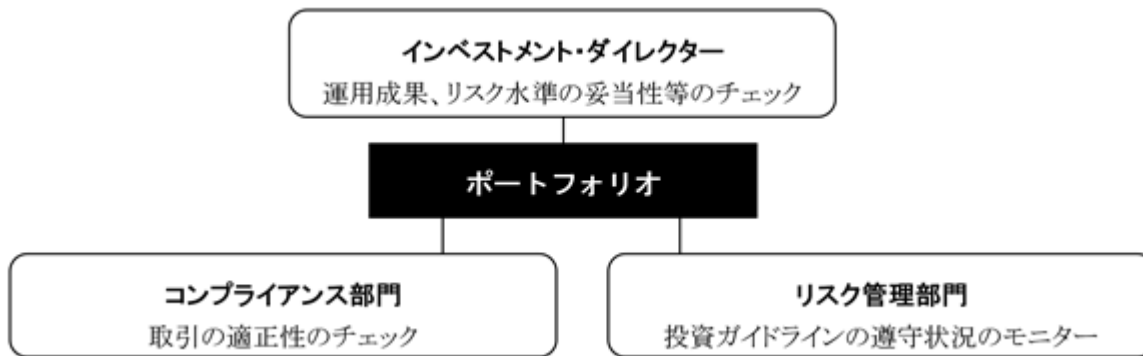 インベストメント・ダイレクター
運用成果、リスク水準の妥当性等のチェック
ポートフォリオ
コンプライアンス部門
取引の適正性のチェック
リスク管理部門
投資ガイドラインの遵守状況のモニター